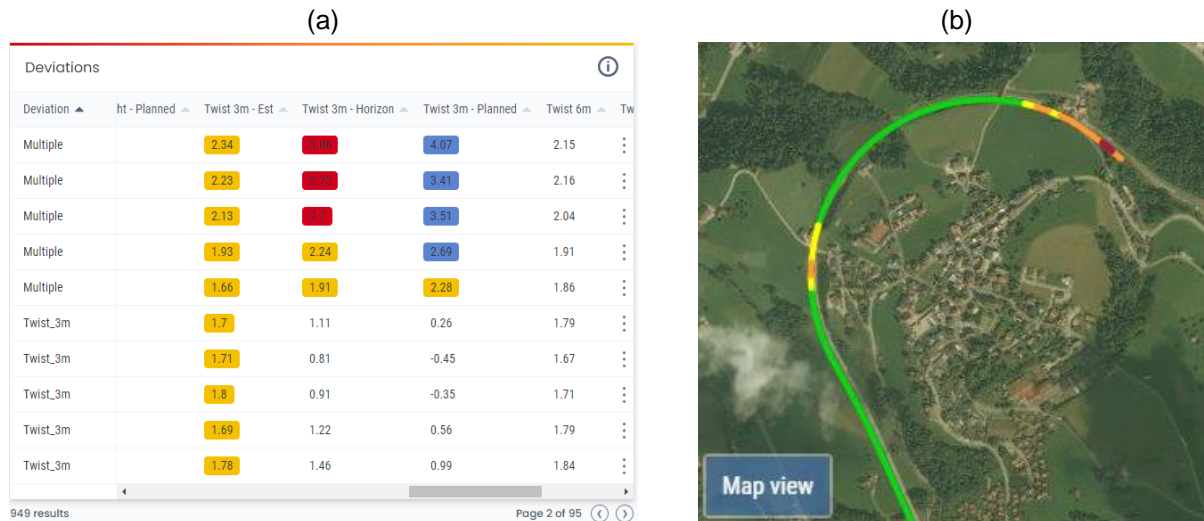 (a)
(b)
Deviations
Deviation ht - Planned Twist 3m - Est Twist 3m - Horizon Twist 3m - Planned Twist 6m Tw
Multiple 2.34 3.06 4.07 2.15
Multiple 2.23 2.73 3.41 2.16
Multiple 2.13 2.7 3.51 2.04
Multiple 1.93 2.24 2.69 1.91
Multiple 1.66 1.91 2.28 1.86
Twist_3m 1.7 1.11 0.26 1.79
Twist_3m 1.71 0.81 -0.45 1.67
Twist_3m 1.8 0.91 -0.35 1.71
Twist_3m 1.69 1.22 0.56 1.79
Twist_3m 1.78 1.46 0.99 1.84
949 results Page 2 of 95
Map view